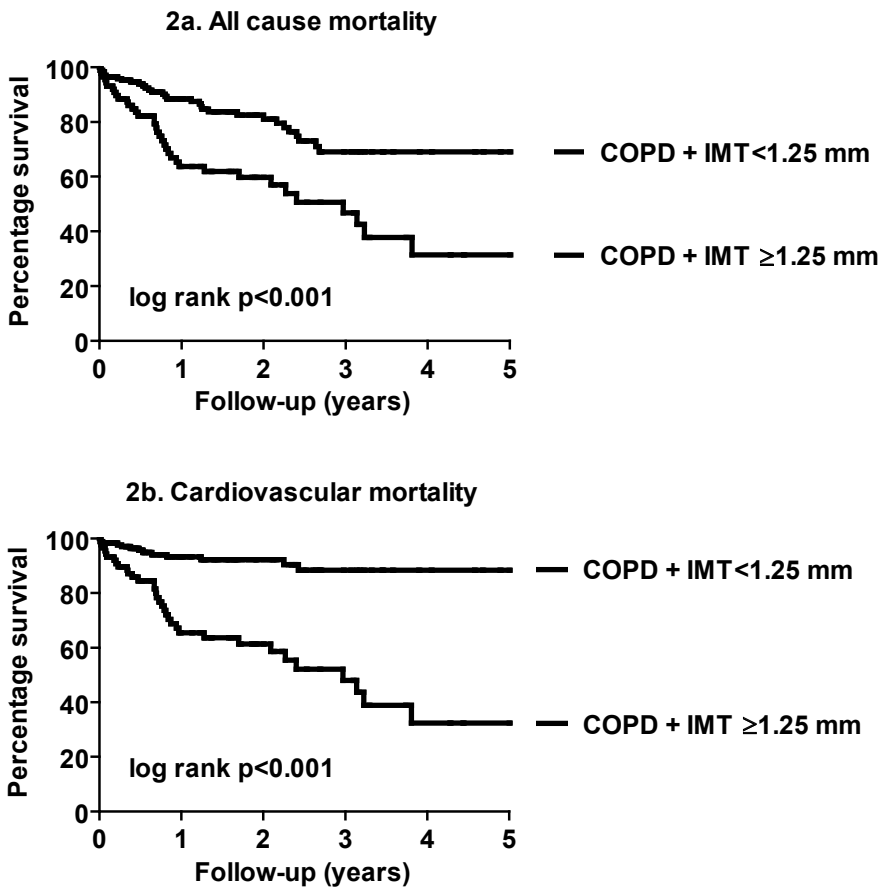 2a. All cause mortality
Percentage survival
100
80
60
40
20
0
log rank p<0.001
COPD + IMT<1.25 mm
COPD + IMT ≥1.25 mm
0 1 2 3 4 5
Follow-up (years)
2b. Cardiovascular mortality
Percentage survival
100
80
60
40
20
0
log rank p<0.001
COPD + IMT<1.25 mm
COPD + IMT ≥1.25 mm
0 1 2 3 4 5
Follow-up (years)